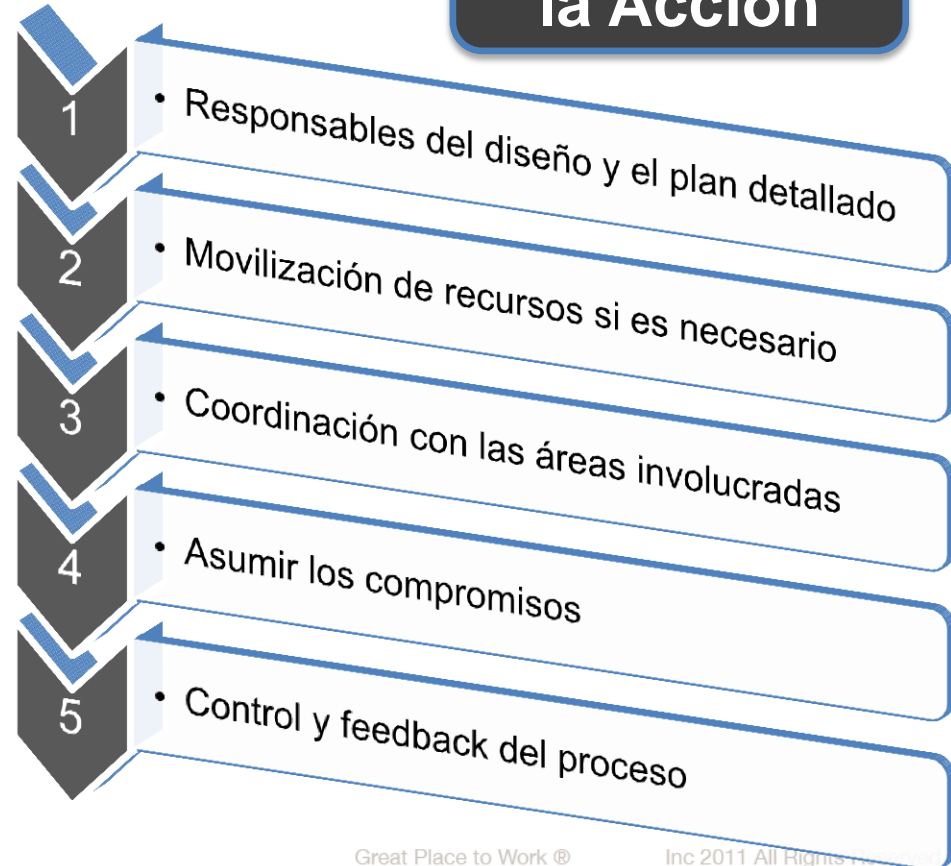 la Acción
1
• Responsables del diseño y el plan detallado
2
• Movilización de recursos si es necesario
3
• Coordinación con las áreas involucradas
4
• Asumir los compromisos
5
• Control y feedback del proceso
Great Place to Work ® Inc 2011 All Rights Reserved